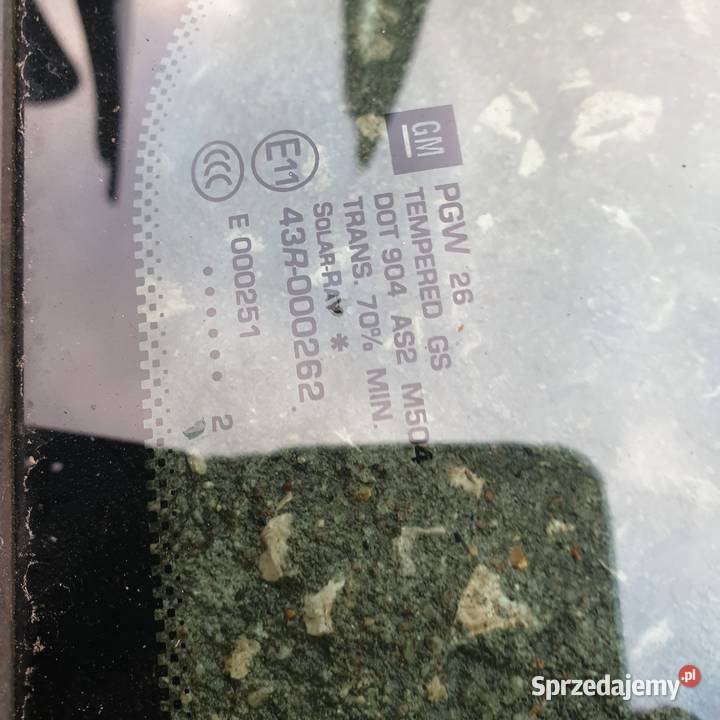 GM
PGW 26
TEMPERED GS
DOT 904 AS2 M504
TRANS. 70% MIN.
SOLAR-RAY *
E11 43R-000262
CCC E 000251
...... 2
Sprzedajemy.pl